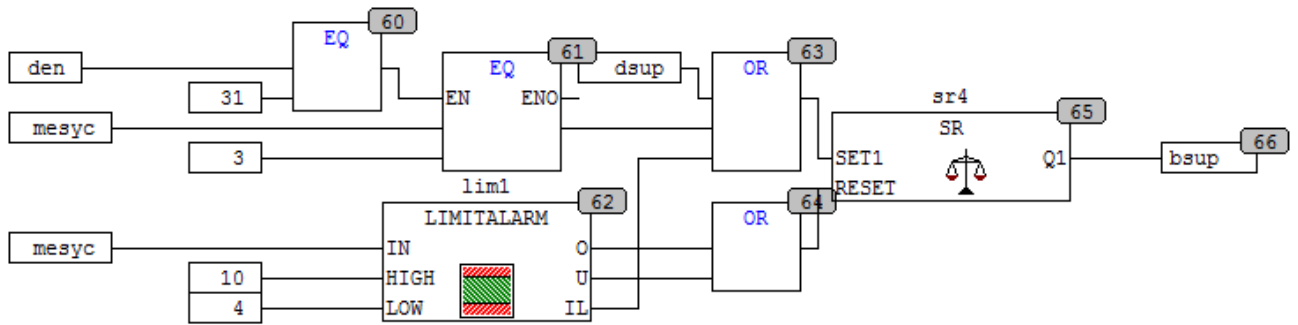 60
EQ
den
31
61
EQ
EN ENO
dsup
63
OR
mesyc
3
sr4
65
SR
SET1 Q1
RESET
66
bsup
lim1
62
LIMITALARM
mesyc
IN O
10
HIGH U
4
LOW IL
64
OR